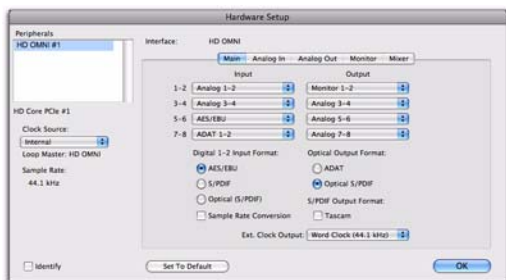 Hardware Setup
Peripherals
HD OMNI #1
HD Core PCIe #1
Clock Source:
Internal
Loop Master: HD OMNI
Sample Rate:
44.1 kHz
Identify
Interface: HD OMNI
Main Analog In Analog Out Monitor Mixer
Input Output
1-2 Analog 1-2 Monitor 1-2
3-4 Analog 3-4 Analog 3-4
5-6 AES/EBU Analog 5-6
7-8 ADAT 1-2 Analog 7-8
Digital 1-2 Input Format: Optical Output Format:
AES/EBU ADAT
S/PDIF Optical S/PDIF
Optical (S/PDIF) S/PDIF Output Format:
Sample Rate Conversion Tascam
Ext. Clock Output: Word Clock (44.1 kHz)
Set To Default OK